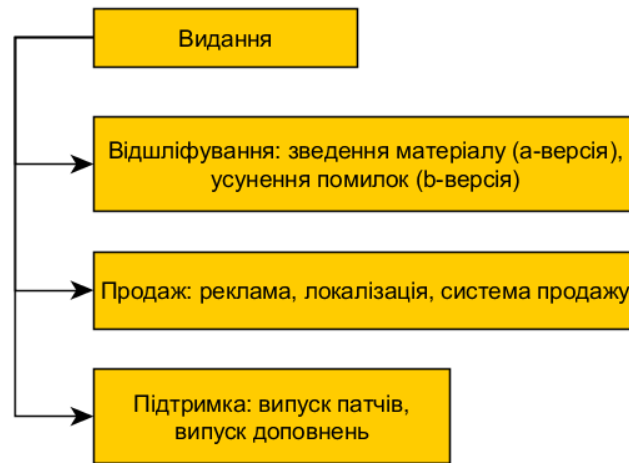 Видання
Відшліфування: зведення матеріалу (a-версія),
усунення помилок (b-версія)
Продаж: реклама, локалізація, система продажу
Підтримка: випуск патчів,
випуск доповнень